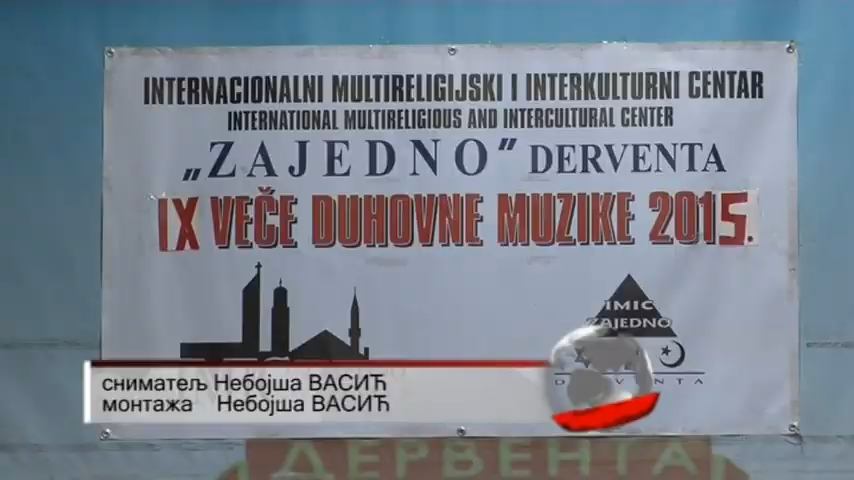 INTERNACIONALNI MULTIRELIGIJSKI I INTERKULTURNI CENTAR
INTERNATIONAL MULTIRELIGIOUS AND INTERCULTURAL CENTER
„ZAJEDNO” DERVENTA
IX VEČE DUHOVNE MUZIKE 2015.
IMIC
ZAJEDNO
сниматељ Небојша ВАСИЋ
монтажа Небојша ВАСИЋ
ДЕРВЕНТА